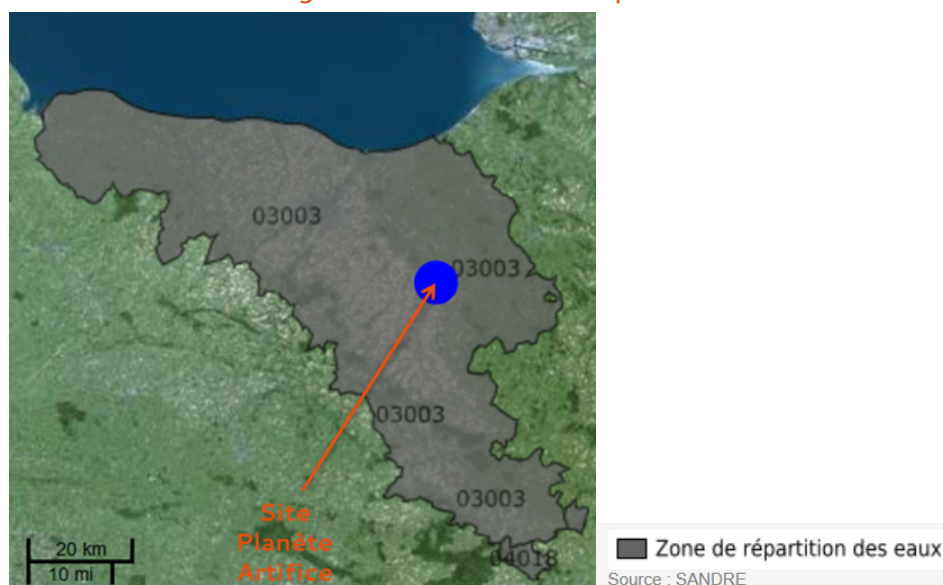 03003
03003
03003
03003
04018
Site
Planète
Artifice
20 km
10 mi
Zone de répartition des eaux
Source : SANDRE